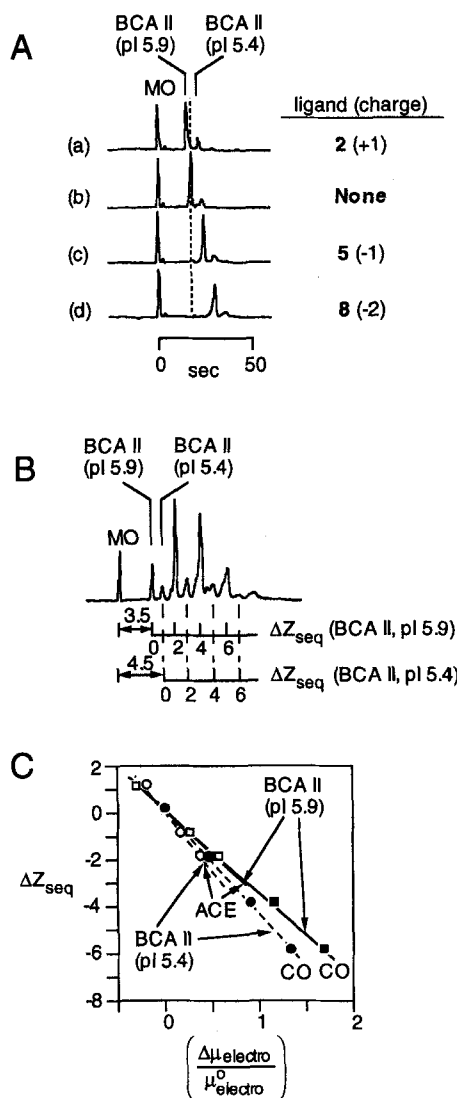 A
BCA II (pI 5.9)
BCA II (pI 5.4)
MO
ligand (charge)
(a)
2 (+1)
(b)
None
(c)
5 (-1)
(d)
8 (-2)
0 50
sec
B
BCA II (pI 5.9)
BCA II (pI 5.4)
MO
3.5
0 2 4 6
ΔZseq (BCA II, pI 5.9)
4.5
ΔZseq (BCA II, pI 5.4)
0 2 4 6
C
2
0
-2
-4
-6
-8
ΔZseq
BCA II (pI 5.9)
ACE
BCA II (pI 5.4)
CO CO
0 1 2
(Δμelectro / μ°electro)